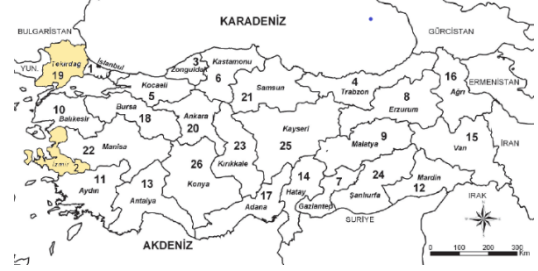 KARADENİZ
BULGARİSTAN
GÜRCİSTAN
YUN.
Tekirdağ
19
1
İstanbul
3
Zonguldak
Kastamonu
6
Kocaeli
5
21
Samsun
4
Trabzon
8
Erzurum
16
Ağrı
ERMENİSTAN
10
Balıkesir
Bursa
18
Ankara
20
Kayseri
25
9
Malatya
15
Van
İRAN
22
Manisa
İzmir
2
23
Kırıkkale
26
Konya
11
Aydın
13
Antalya
14
Hatay
7
24
Şanlıurfa
Mardin
12
17
Adana
Gaziantep
SURİYE
IRAK
AKDENİZ
0 100 200 300
Km